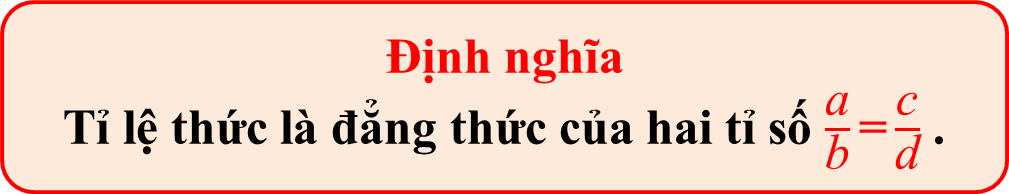 Định nghĩa
Tỉ lệ thức là đẳng thức của hai tỉ số a/b = c/d .